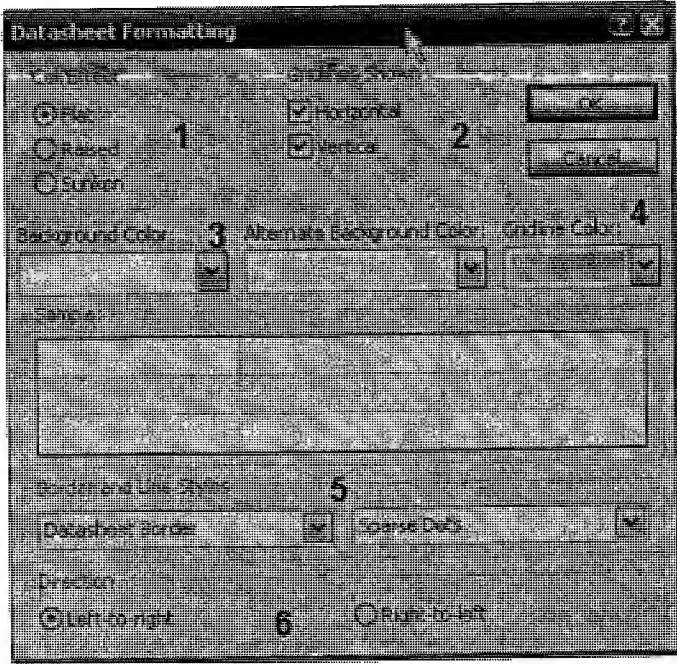 Datasheet Formatting
Cell Effect Gridlines Shown
Flat Horizontal OK
1 2
Raised Vertical Cancel
Sunken
4
Background Color 3 Alternate Background Color: Gridline Color:
Sample:
Border and Line Styles 5
Datasheet Border Sparse Dots
Direction
Left-to-right 6 Right-to-left